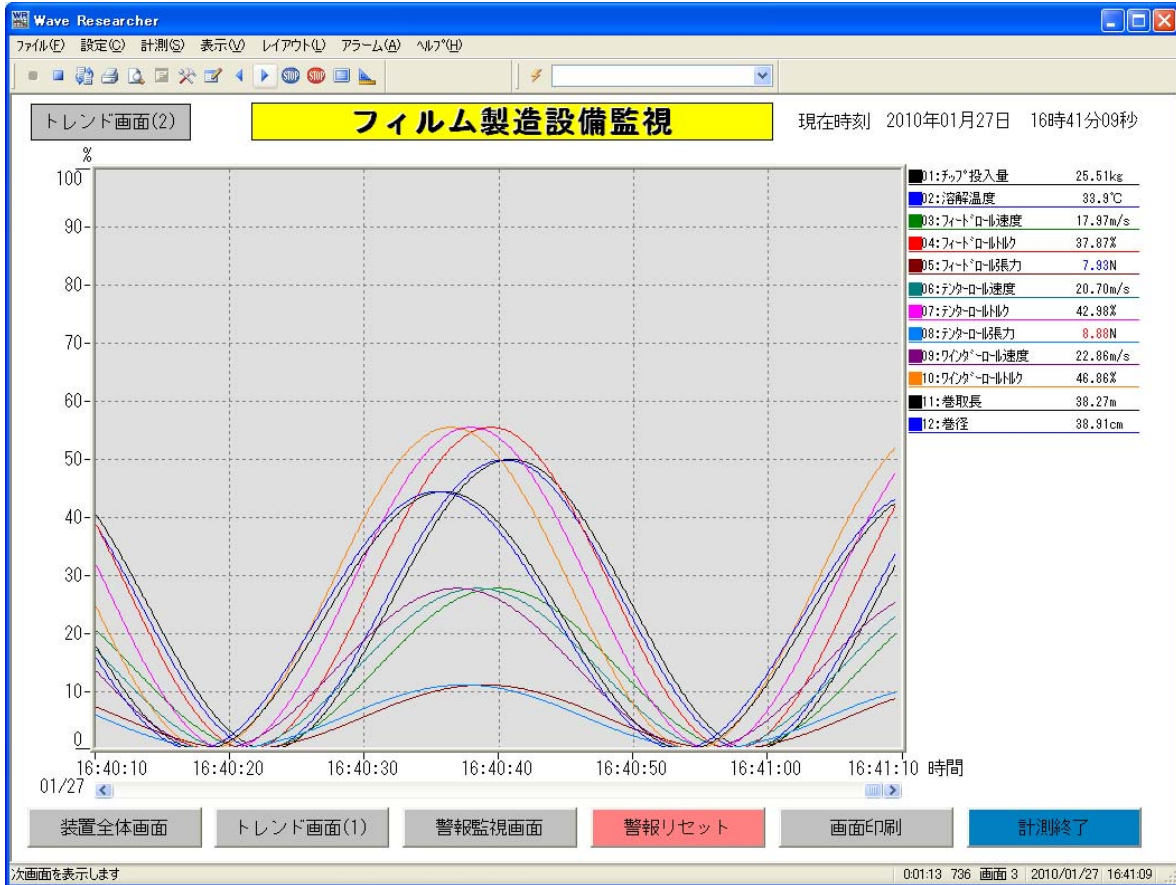 Wave Researcher
ファイル(F) 設定(C) 計測(S) 表示(V) レイアウト(L) アラーム(A) ヘルプ(H)
STOP STOP
トレンド画面(2) フィルム製造設備監視 現在時刻 2010年01月27日 16時41分09秒
%
100
90
80
70
60
50
40
30
20
10
0
01:チップ投入量 25.51kg
02:溶解温度 33.9℃
03:フィードロール速度 17.97m/s
04:フィードロールトルク 37.87%
05:フィードロール張力 7.93N
06:テンターロール速度 20.70m/s
07:テンターロールトルク 42.98%
08:テンターロール張力 8.88N
09:ワインダーロール速度 22.86m/s
10:ワインダーロールトルク 46.86%
11:巻取長 38.27m
12:巻径 38.91cm
16:40:10 16:40:20 16:40:30 16:40:40 16:40:50 16:41:00 16:41:10 時間
01/27
装置全体画面 トレンド画面(1) 警報監視画面 警報リセット 画面印刷 計測終了
次画面を表示します 0:01:13 736 画面 3 2010/01/27 16:41:09